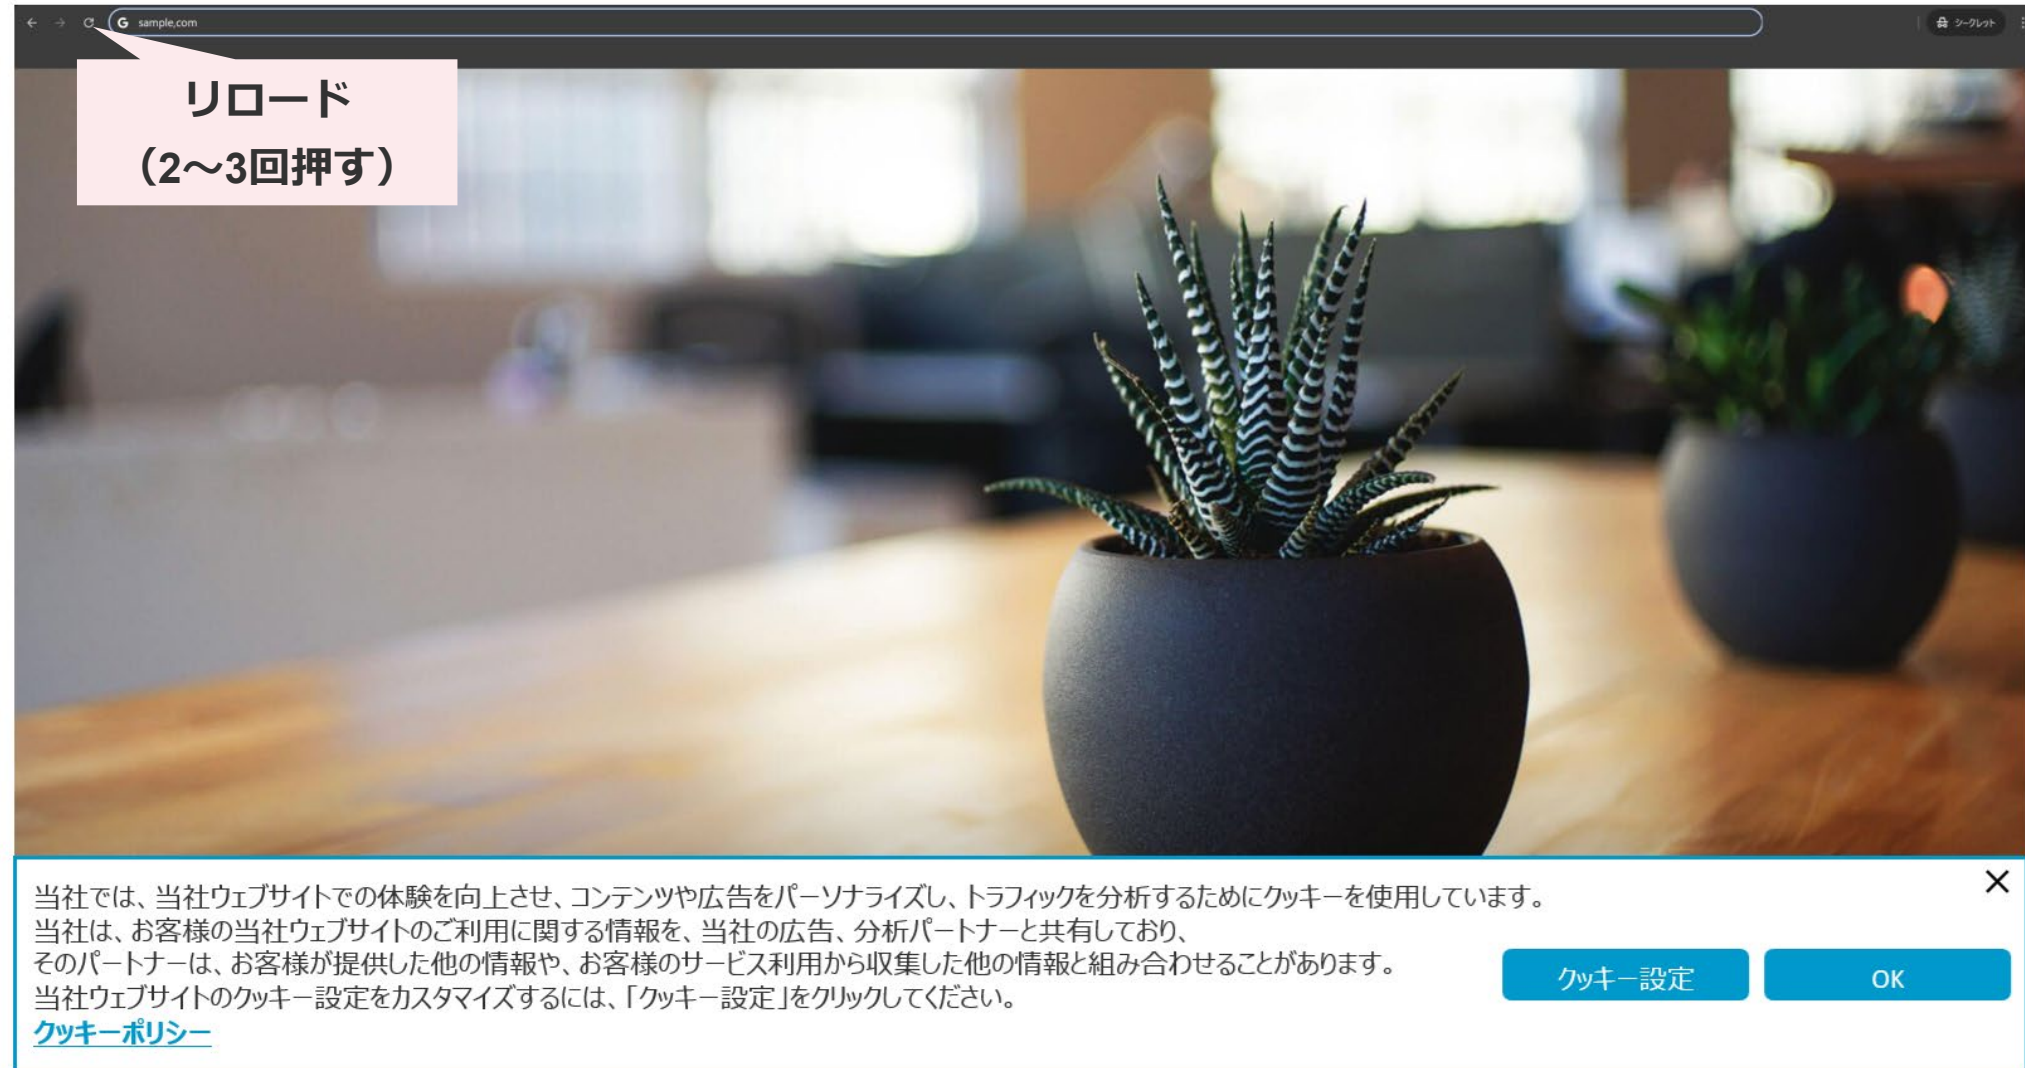 G sample,com
シークレット
リロード
（2～3回押す）
当社では、当社ウェブサイトでの体験を向上させ、コンテンツや広告をパーソナライズし、トラフィックを分析するためにクッキーを使用しています。
当社は、お客様の当社ウェブサイトのご利用に関する情報を、当社の広告、分析パートナーと共有しており、
そのパートナーは、お客様が提供した他の情報や、お客様のサービス利用から収集した他の情報と組み合わせることがあります。
当社ウェブサイトのクッキー設定をカスタマイズするには、「クッキー設定」をクリックしてください。
クッキーポリシー
クッキー設定
OK